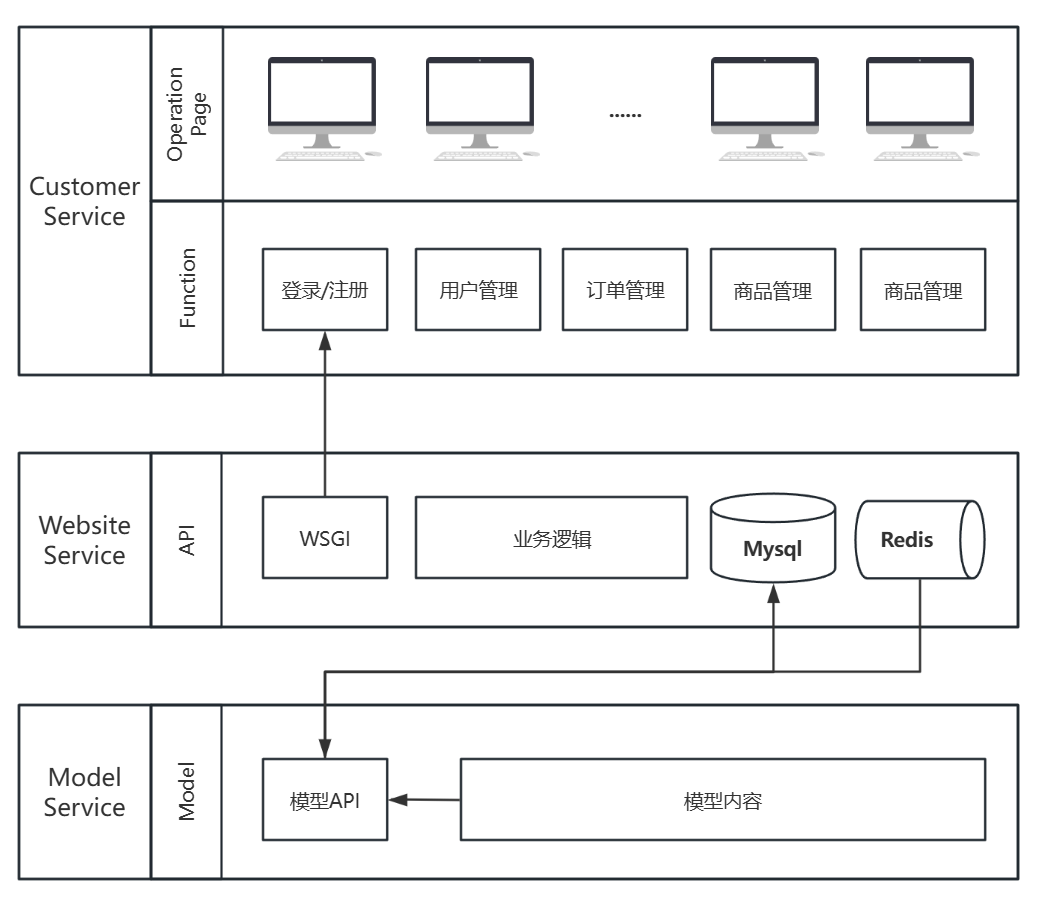 Operation
Page
......
Customer
Service
Function
登录/注册
用户管理
订单管理
商品管理
商品管理
Website
Service
API
WSGI
业务逻辑
Mysql
Redis
Model
Service
Model
模型API
模型内容